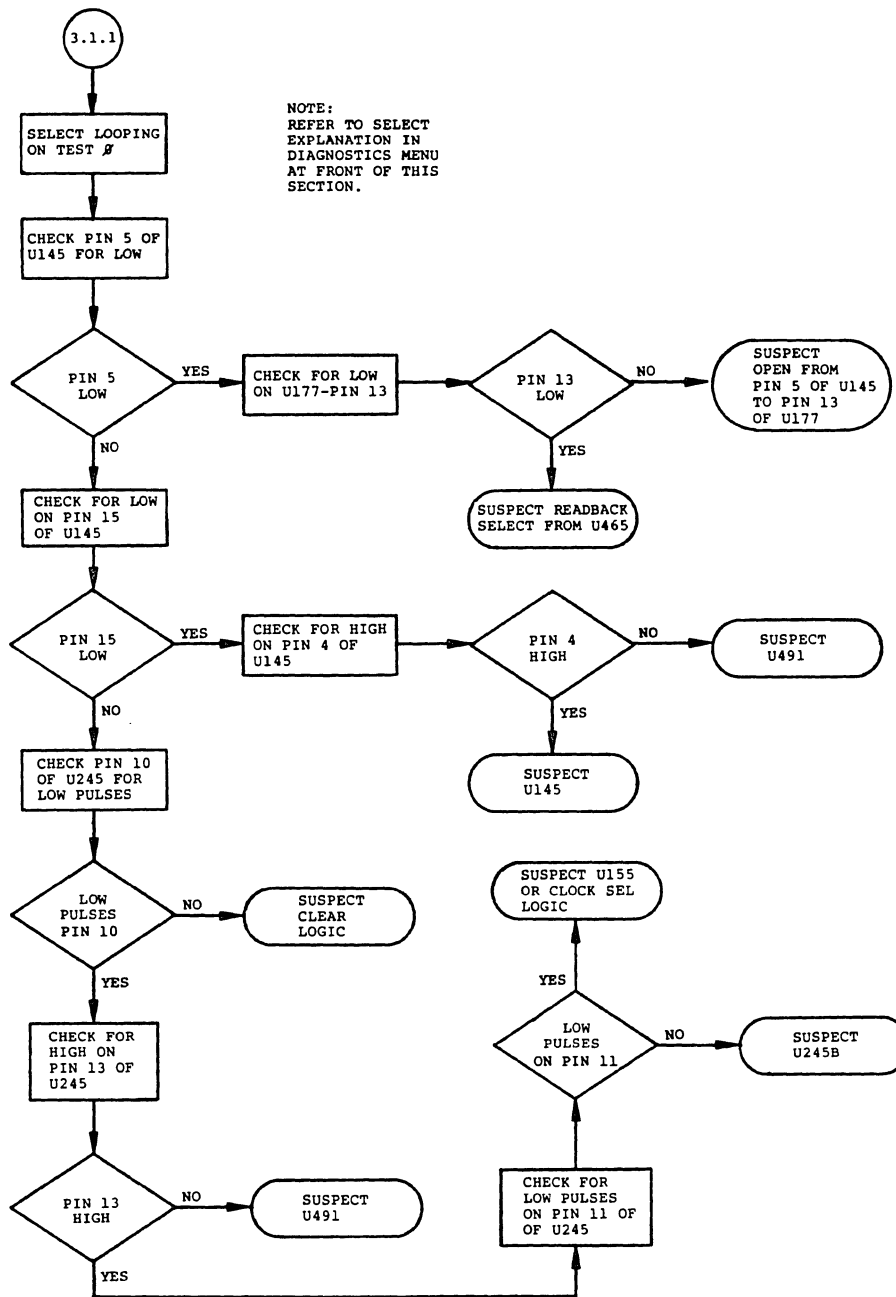 3.1.1
NOTE:
REFER TO SELECT
EXPLANATION IN
DIAGNOSTICS MENU
AT FRONT OF THIS
SECTION.
SELECT LOOPING
ON TEST Ø
CHECK PIN 5 OF
U145 FOR LOW
PIN 5
LOW
YES
CHECK FOR LOW
ON U177-PIN 13
PIN 13
LOW
NO
SUSPECT
OPEN FROM
PIN 5 OF U145
TO PIN 13
OF U177
NO
YES
CHECK FOR LOW
ON PIN 15
OF U145
SUSPECT READBACK
SELECT FROM U465
PIN 15
LOW
YES
CHECK FOR HIGH
ON PIN 4 OF
U145
PIN 4
HIGH
NO
SUSPECT
U491
NO
YES
CHECK PIN 10
OF U245 FOR
LOW PULSES
SUSPECT
U145
LOW
PULSES
PIN 10
NO
SUSPECT
CLEAR
LOGIC
SUSPECT U155
OR CLOCK SEL
LOGIC
YES
YES
CHECK FOR
HIGH ON
PIN 13 OF
U245
LOW
PULSES
ON PIN 11
NO
SUSPECT
U245B
PIN 13
HIGH
NO
SUSPECT
U491
CHECK FOR
LOW PULSES
ON PIN 11 OF
OF U245
YES